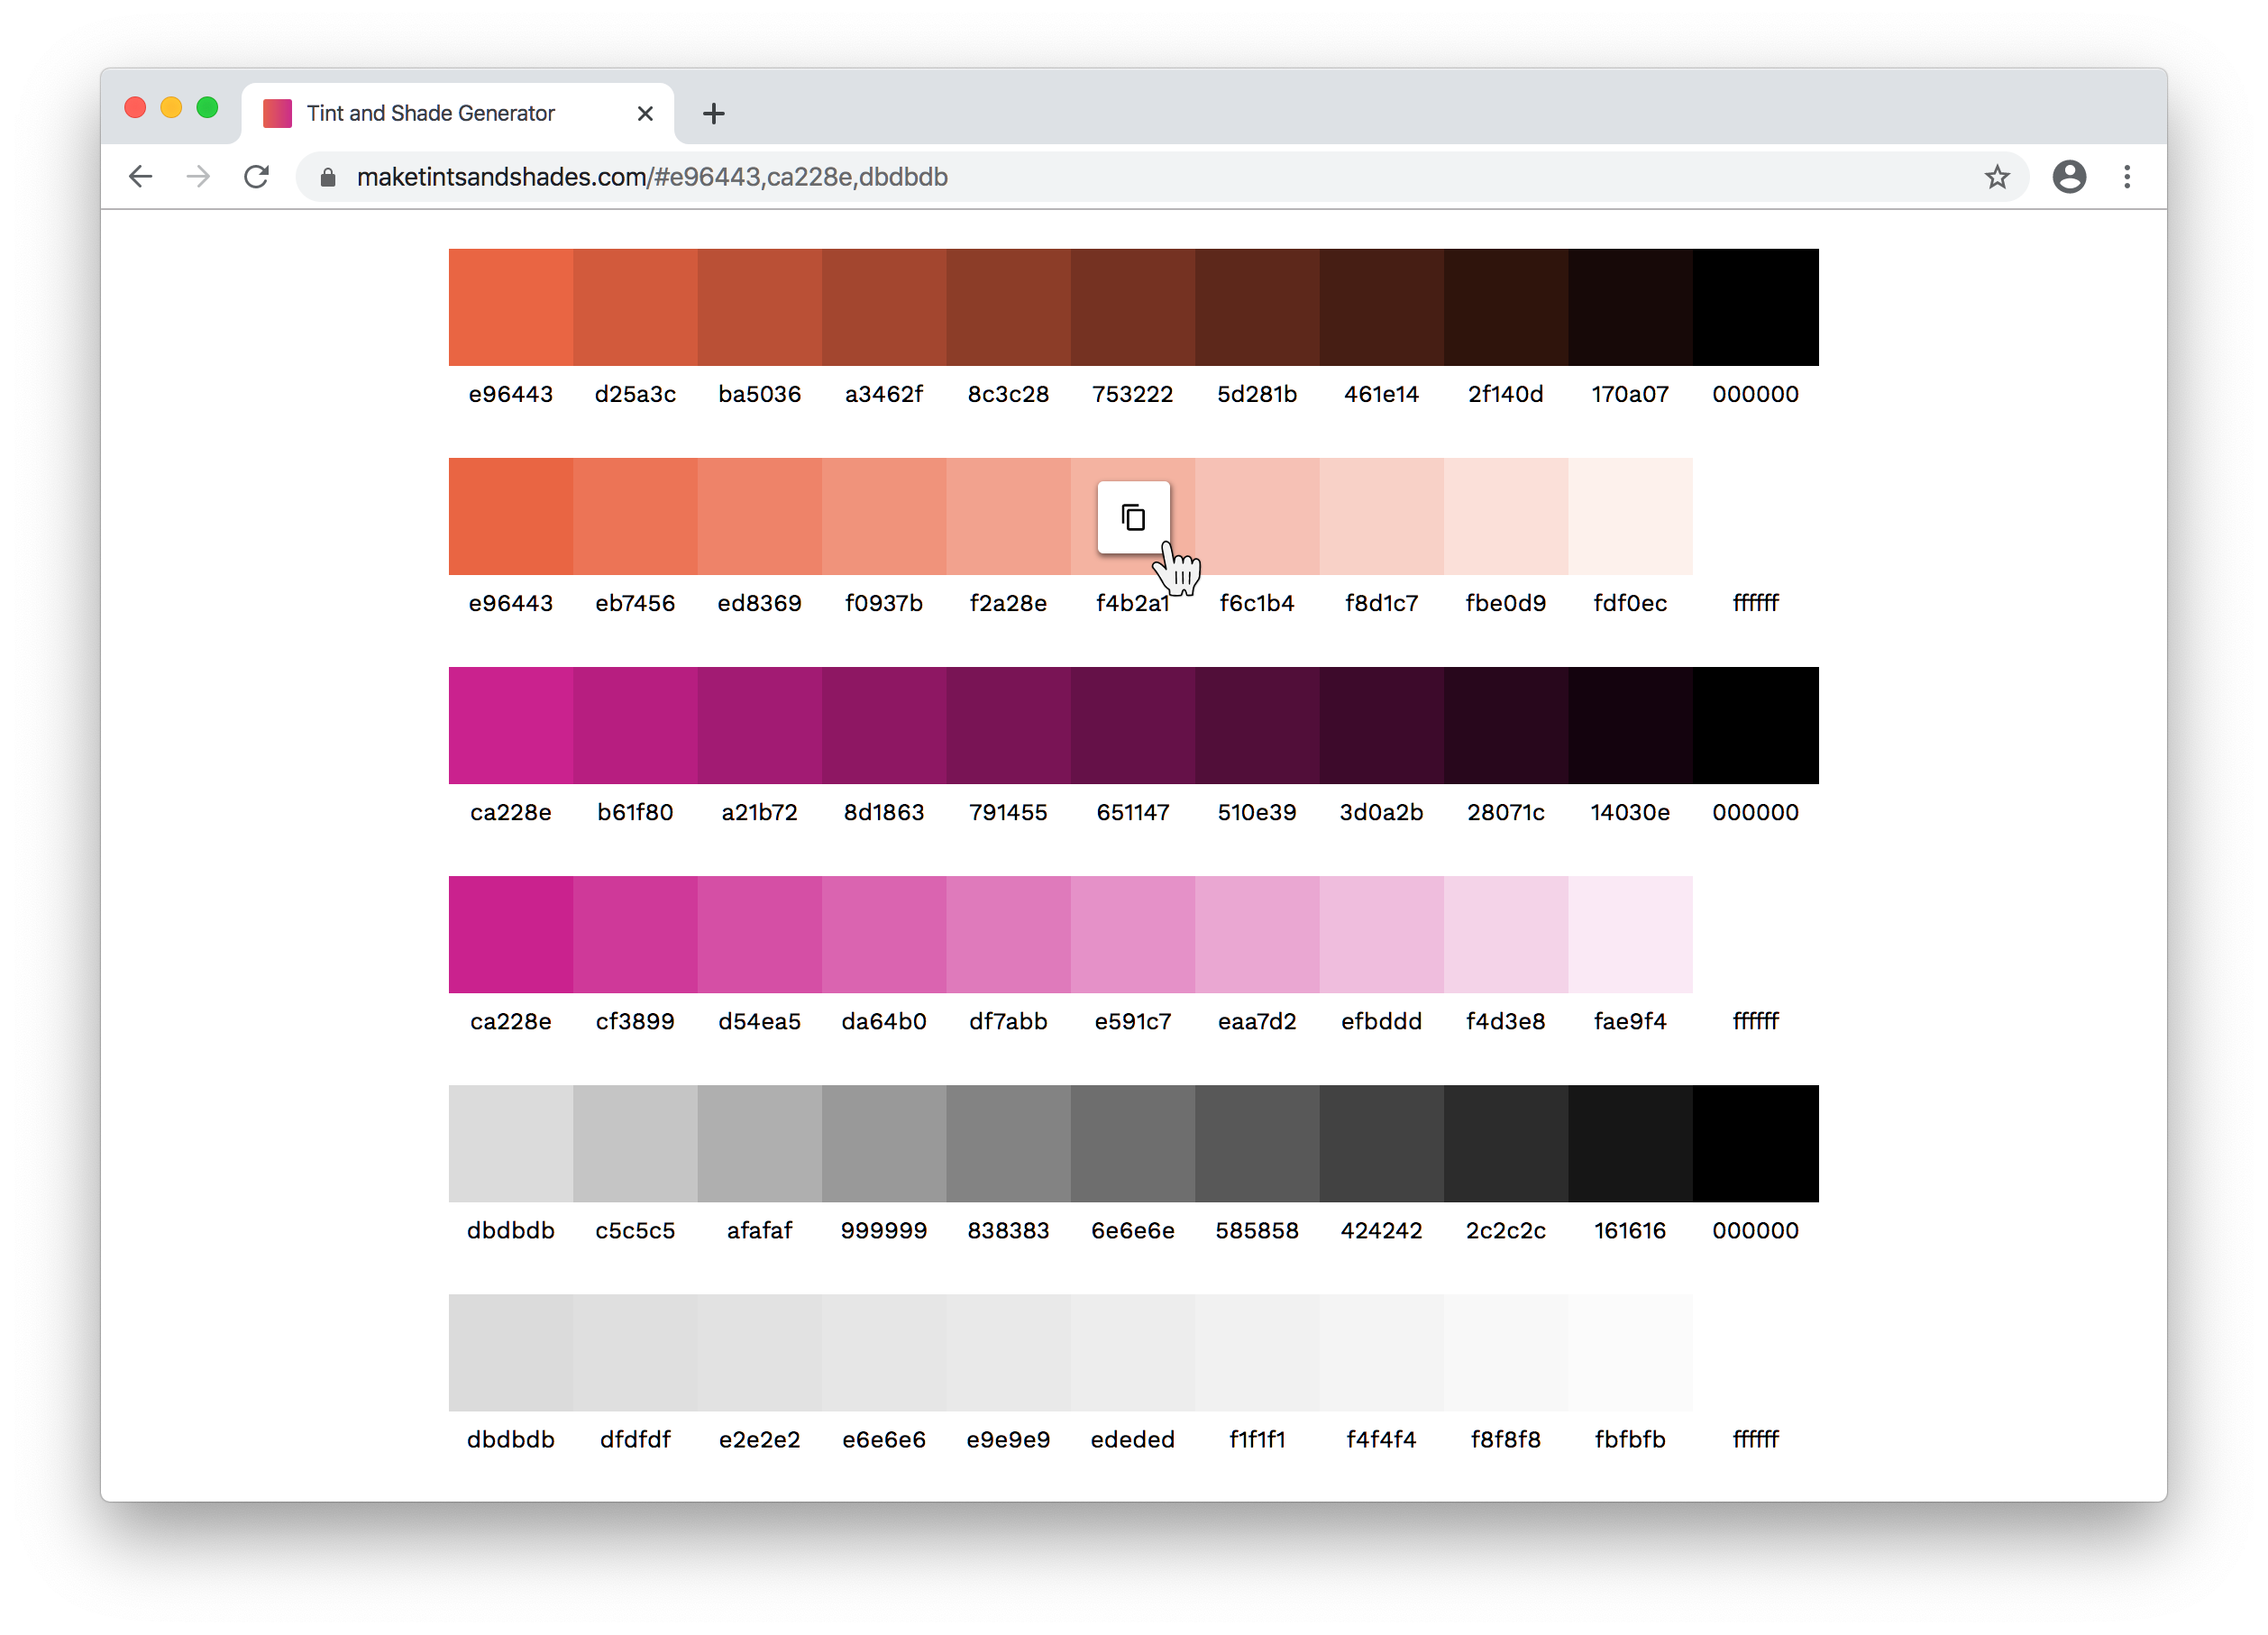 Tint and Shade Generator
maketintsandshades.com/#e96443,ca228e,dbdbdb
e96443 d25a3c ba5036 a3462f 8c3c28 753222 5d281b 461e14 2f140d 170a07 000000
e96443 eb7456 ed8369 f0937b f2a28e f4b2a1 f6c1b4 f8d1c7 fbe0d9 fdf0ec ffffff
ca228e b61f80 a21b72 8d1863 791455 651147 510e39 3d0a2b 28071c 14030e 000000
ca228e cf3899 d54ea5 da64b0 df7abb e591c7 eaa7d2 efbddd f4d3e8 fae9f4 ffffff
dbdbdb c5c5c5 afafaf 999999 838383 6e6e6e 585858 424242 2c2c2c 161616 000000
dbdbdb dfdfdf e2e2e2 e6e6e6 e9e9e9 ededed f1f1f1 f4f4f4 f8f8f8 fbfbfb ffffff